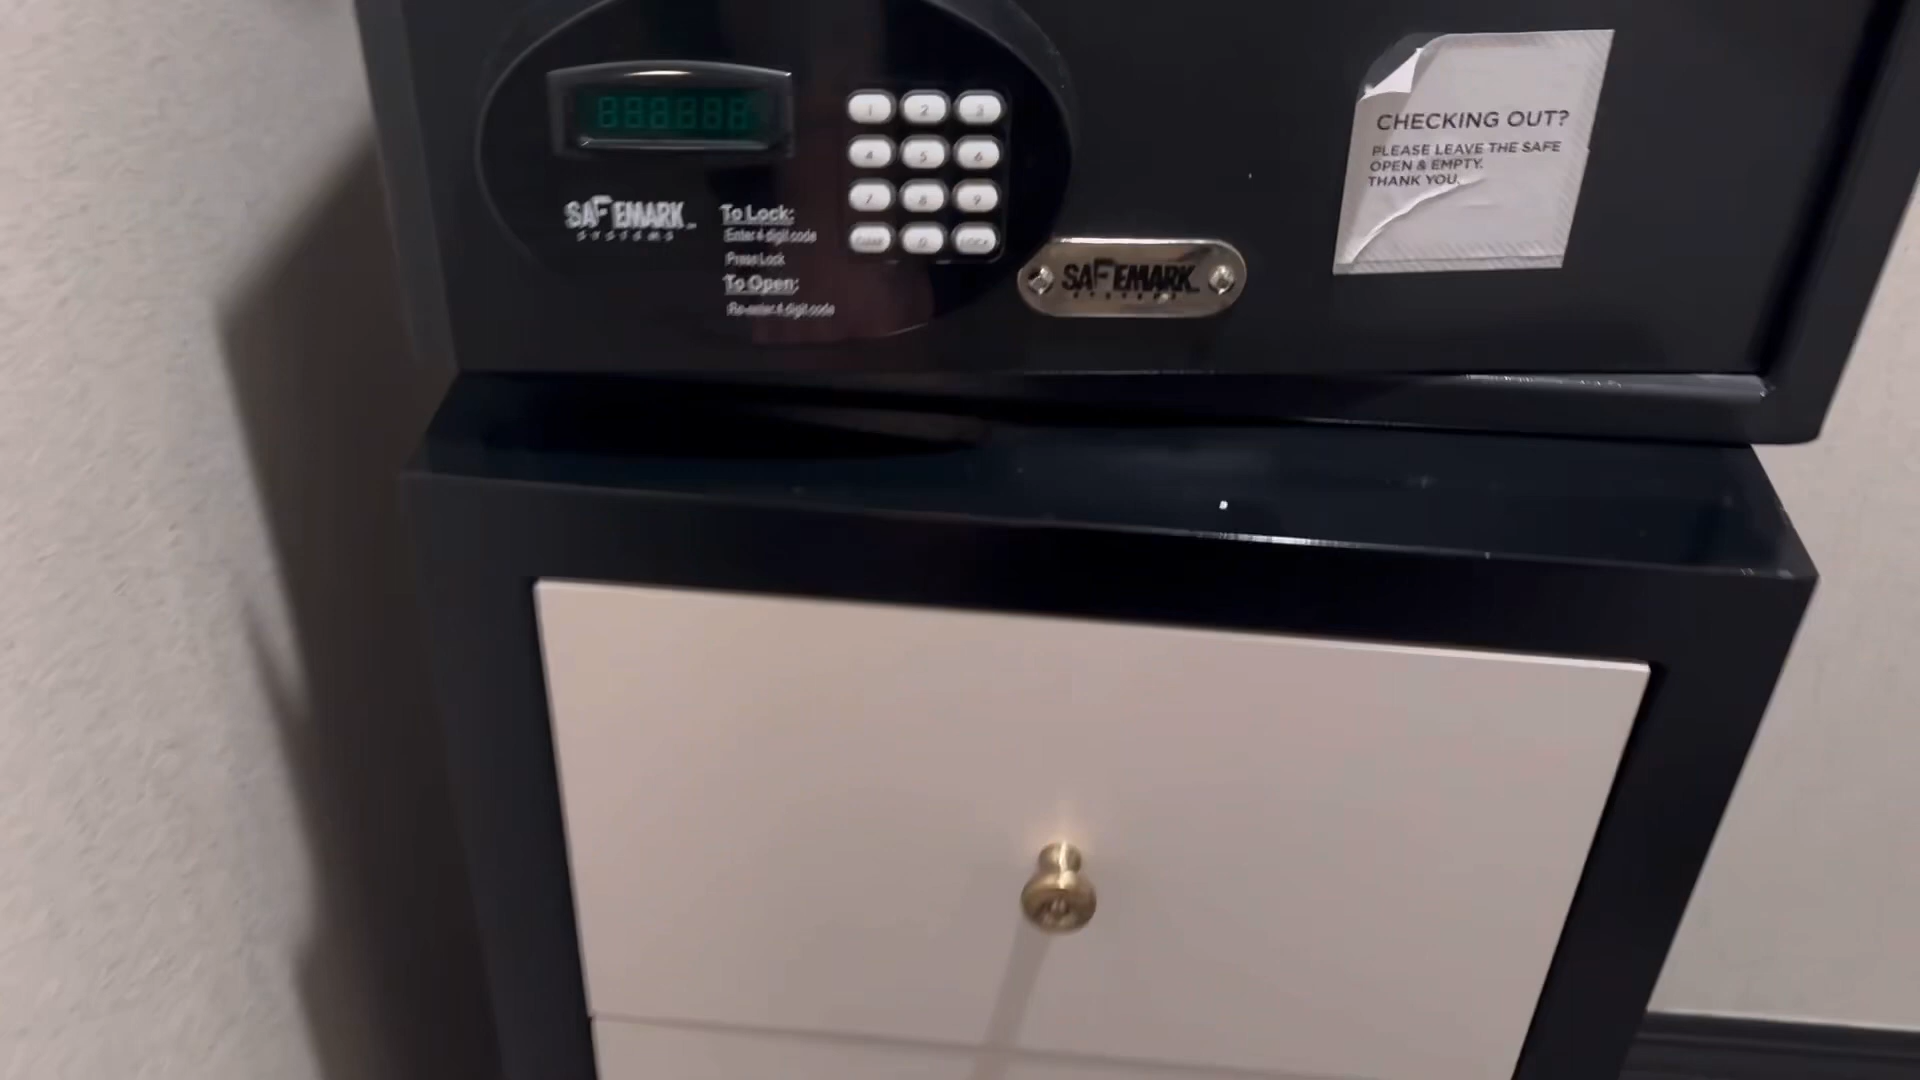 1 2 3
4 5 6
7 8 9
0 LOCK
SAFEMARK
SYSTEMS
To Lock:
Enter 4 digit code
Press Lock
To Open:
Re-enter 4 digit code
SAFEMARK
SYSTEMS
CHECKING OUT?
PLEASE LEAVE THE SAFE
OPEN & EMPTY.
THANK YOU.